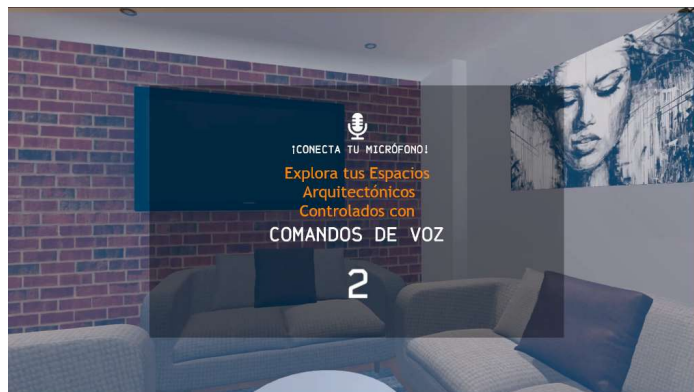 ¡CONECTA TU MICRÓFONO!
Explora tus Espacios
Arquitectónicos
Controlados con
COMANDOS DE VOZ
2